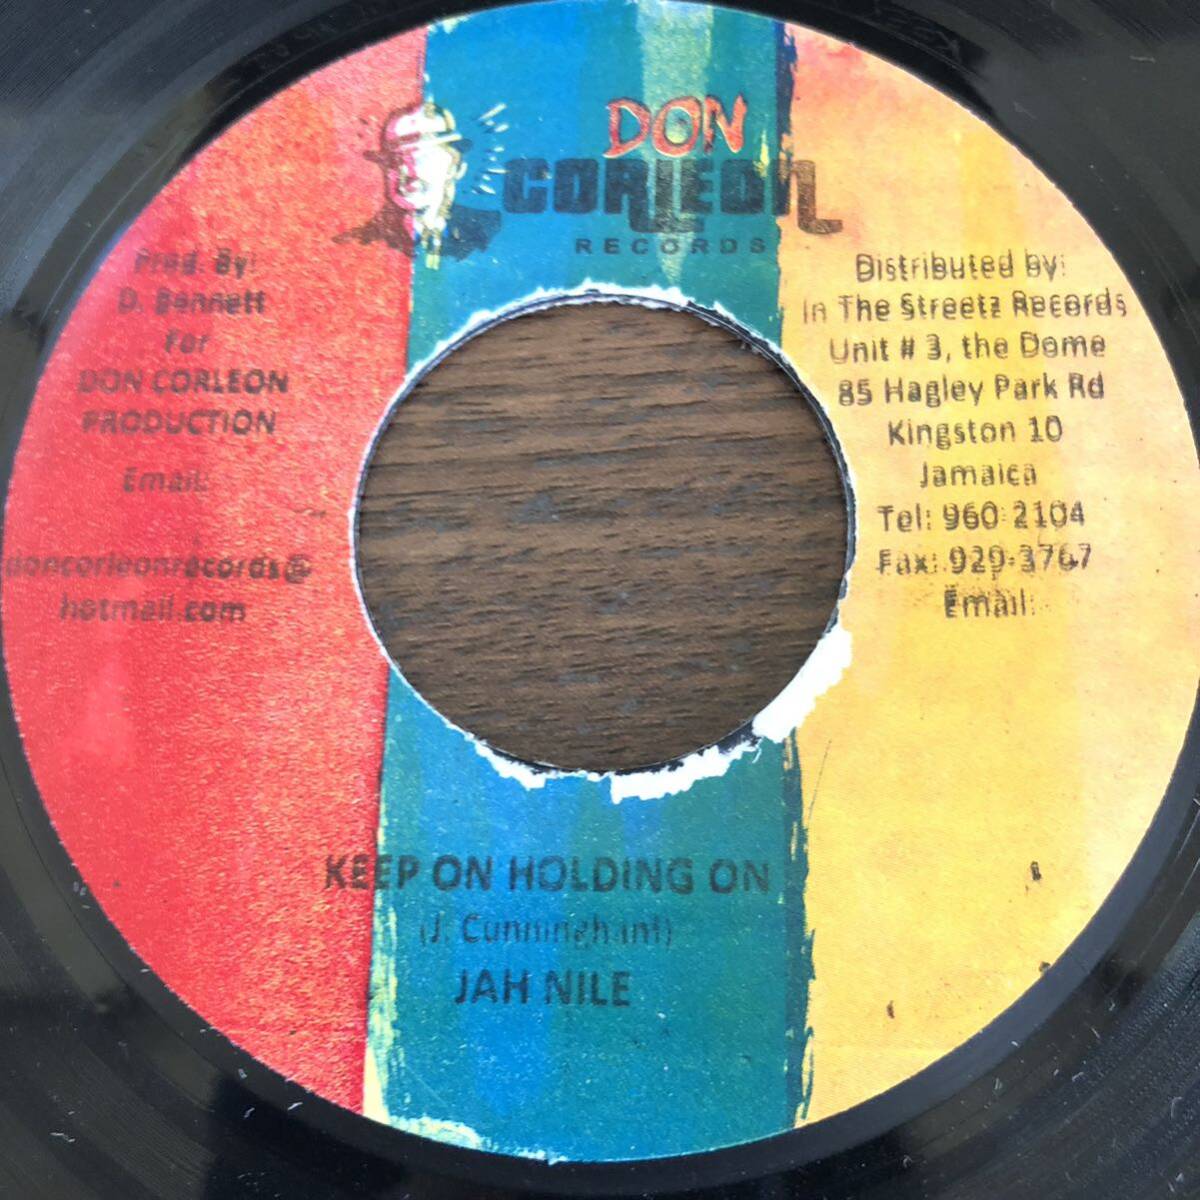 DON
CORLEON
RECORDS
Prod. By:
D. Bennett
For
DON CORLEON
PRODUCTION
Email:
doncorleonrecords@
hotmail.com
Distributed by:
In The Streetz Records
Unit # 3, the Dome
85 Hagley Park Rd
Kingston 10
Jamaica
Tel: 960-2104
Fax: 929-3767
Email:
KEEP ON HOLDING ON
(J. Cunningham)
JAH NILE